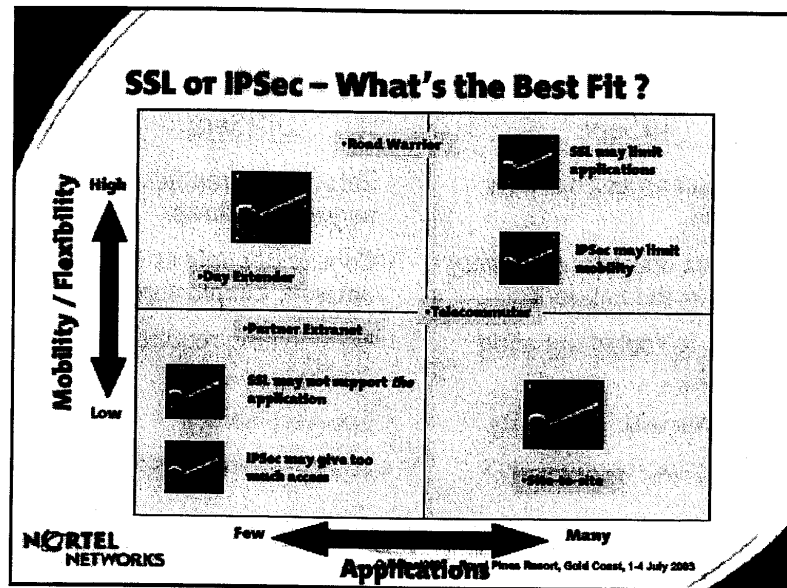 SSL or IPSec – What's the Best Fit ?
•Road Warrior
SSL may limit
applications
High
IPSec may limit
mobility
•Day Extender
Mobility / Flexibility
•Telecommuter
•Partner Extranet
SSL may not support the
application
Low
IPSec may give too
much access
•Site-to-site
Few
Many
NORTEL
NETWORKS
Applications
Pines Resort, Gold Coast, 1-4 July 2003